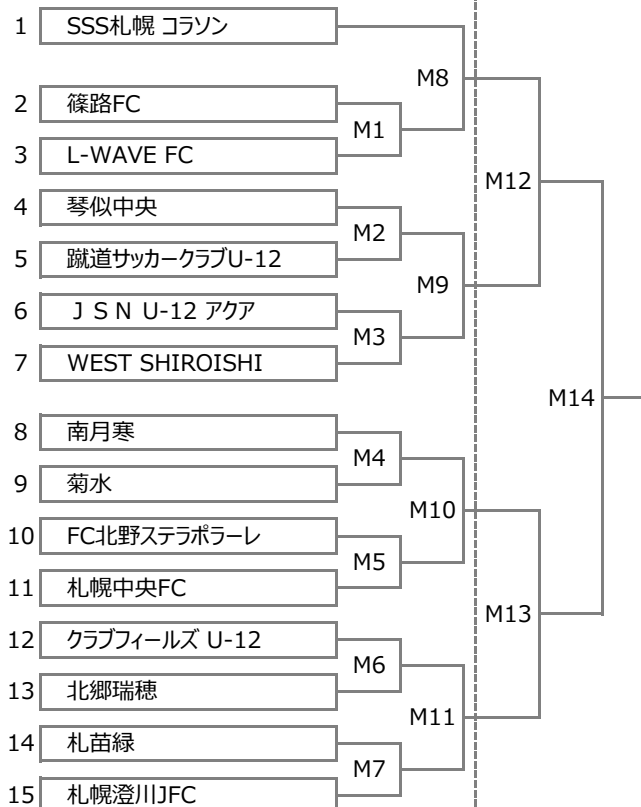 1 SSS札幌 コラソン
M8
2 篠路FC
M1
3 L-WAVE FC
M12
4 琴似中央
M2
5 蹴道サッカークラブU-12
M9
6 ＪＳＮ U-12 アクア
M3
7 WEST SHIROISHI
M14
8 南月寒
M4
9 菊水
M10
10 FC北野ステラポラーレ
M5
11 札幌中央FC
M13
12 クラブフィールズ U-12
M6
13 北郷瑞穂
M11
14 札苗緑
M7
15 札幌澄川JFC